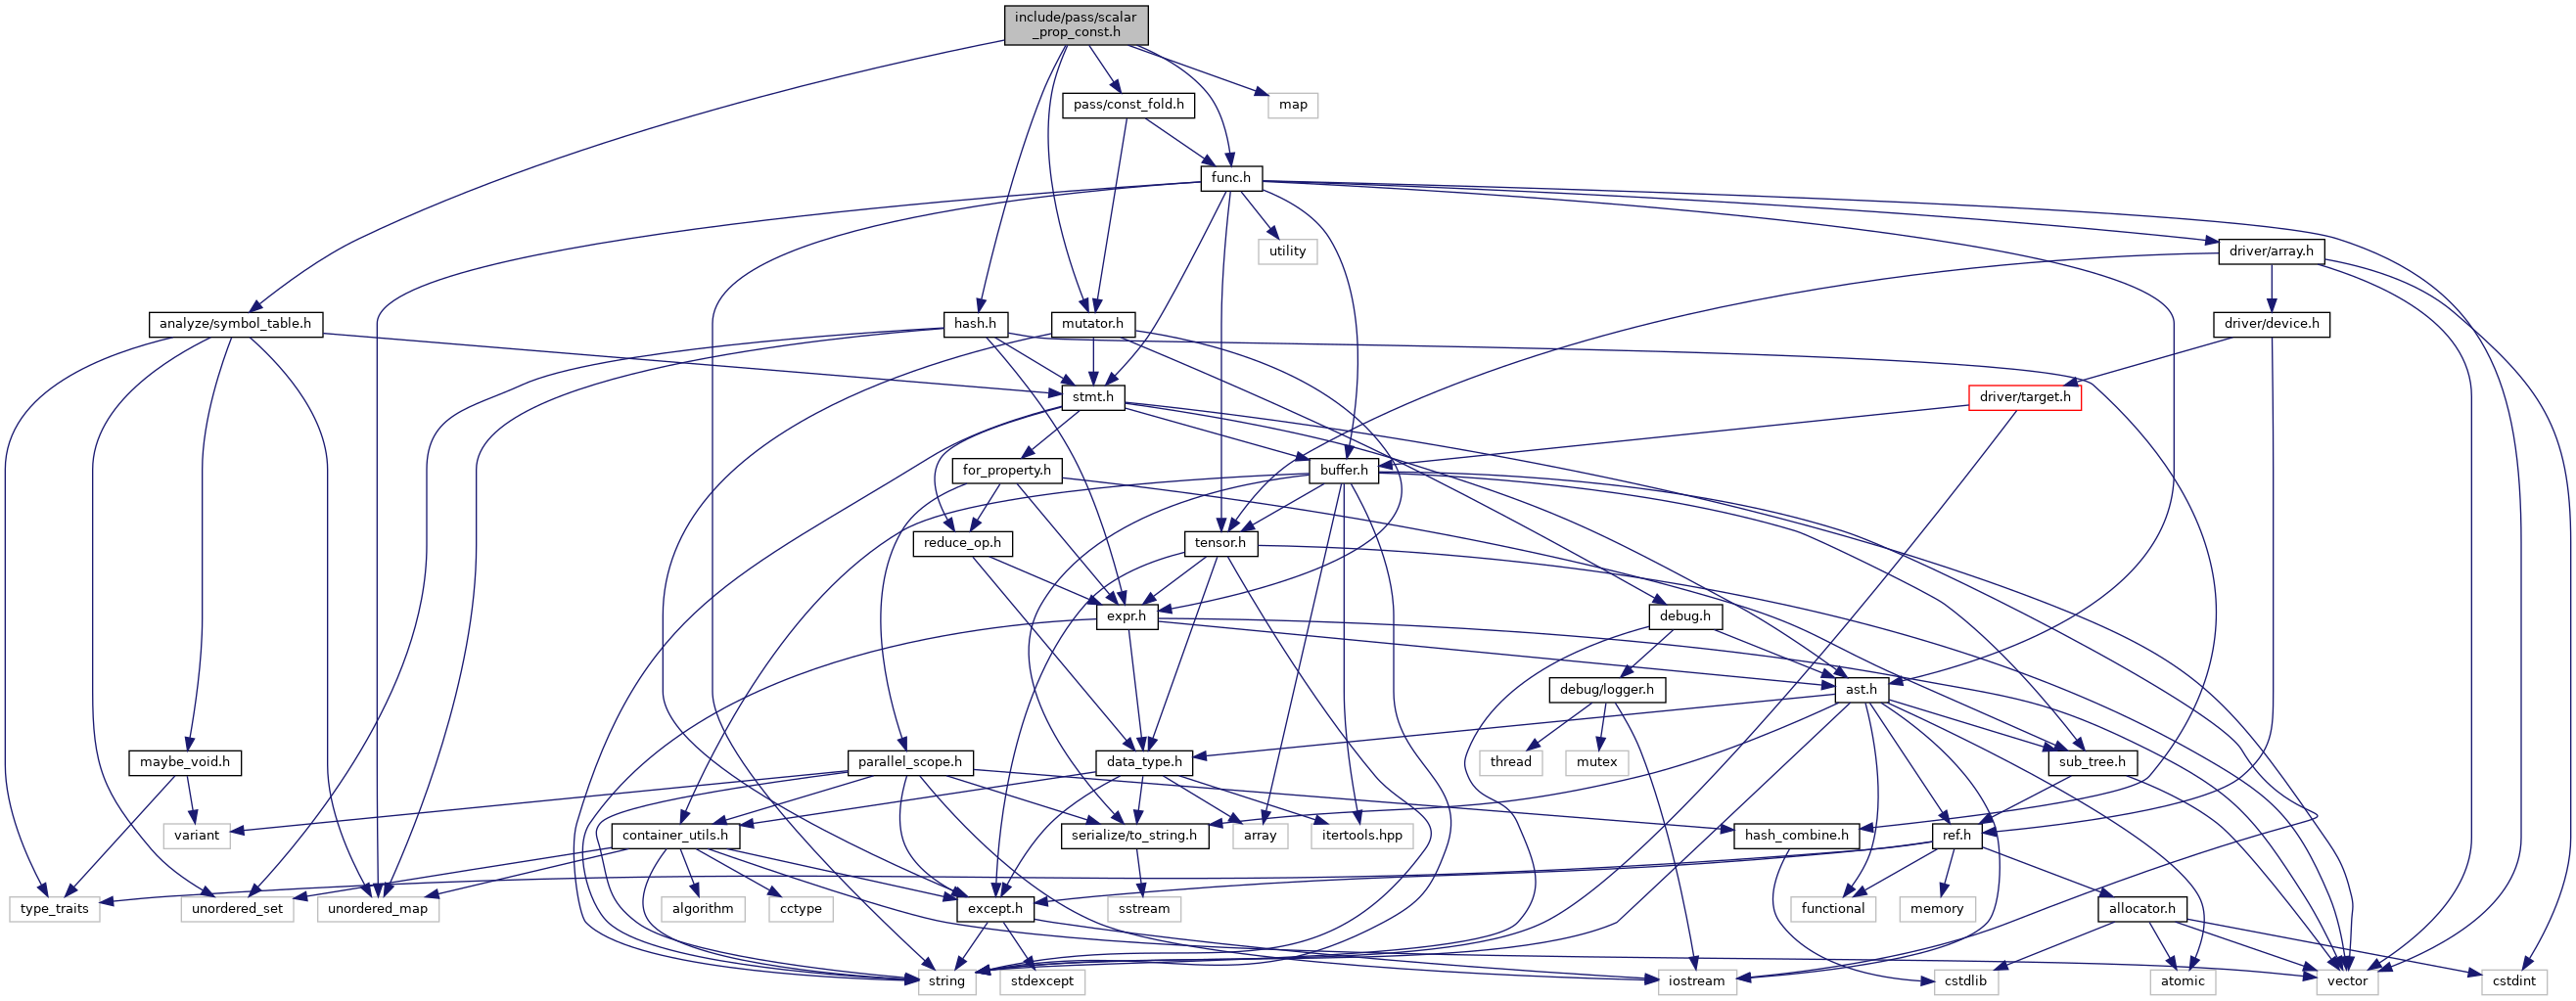 include/pass/scalar
_prop_const.h
pass/const_fold.h
map
func.h
utility
driver/array.h
analyze/symbol_table.h
hash.h
mutator.h
driver/device.h
stmt.h
driver/target.h
for_property.h
buffer.h
reduce_op.h
tensor.h
expr.h
debug.h
debug/logger.h
ast.h
maybe_void.h
parallel_scope.h
data_type.h
thread
mutex
sub_tree.h
variant
container_utils.h
serialize/to_string.h
array
itertools.hpp
hash_combine.h
ref.h
type_traits
unordered_set
unordered_map
algorithm
cctype
except.h
sstream
functional
memory
allocator.h
string
stdexcept
iostream
cstdlib
atomic
vector
cstdint